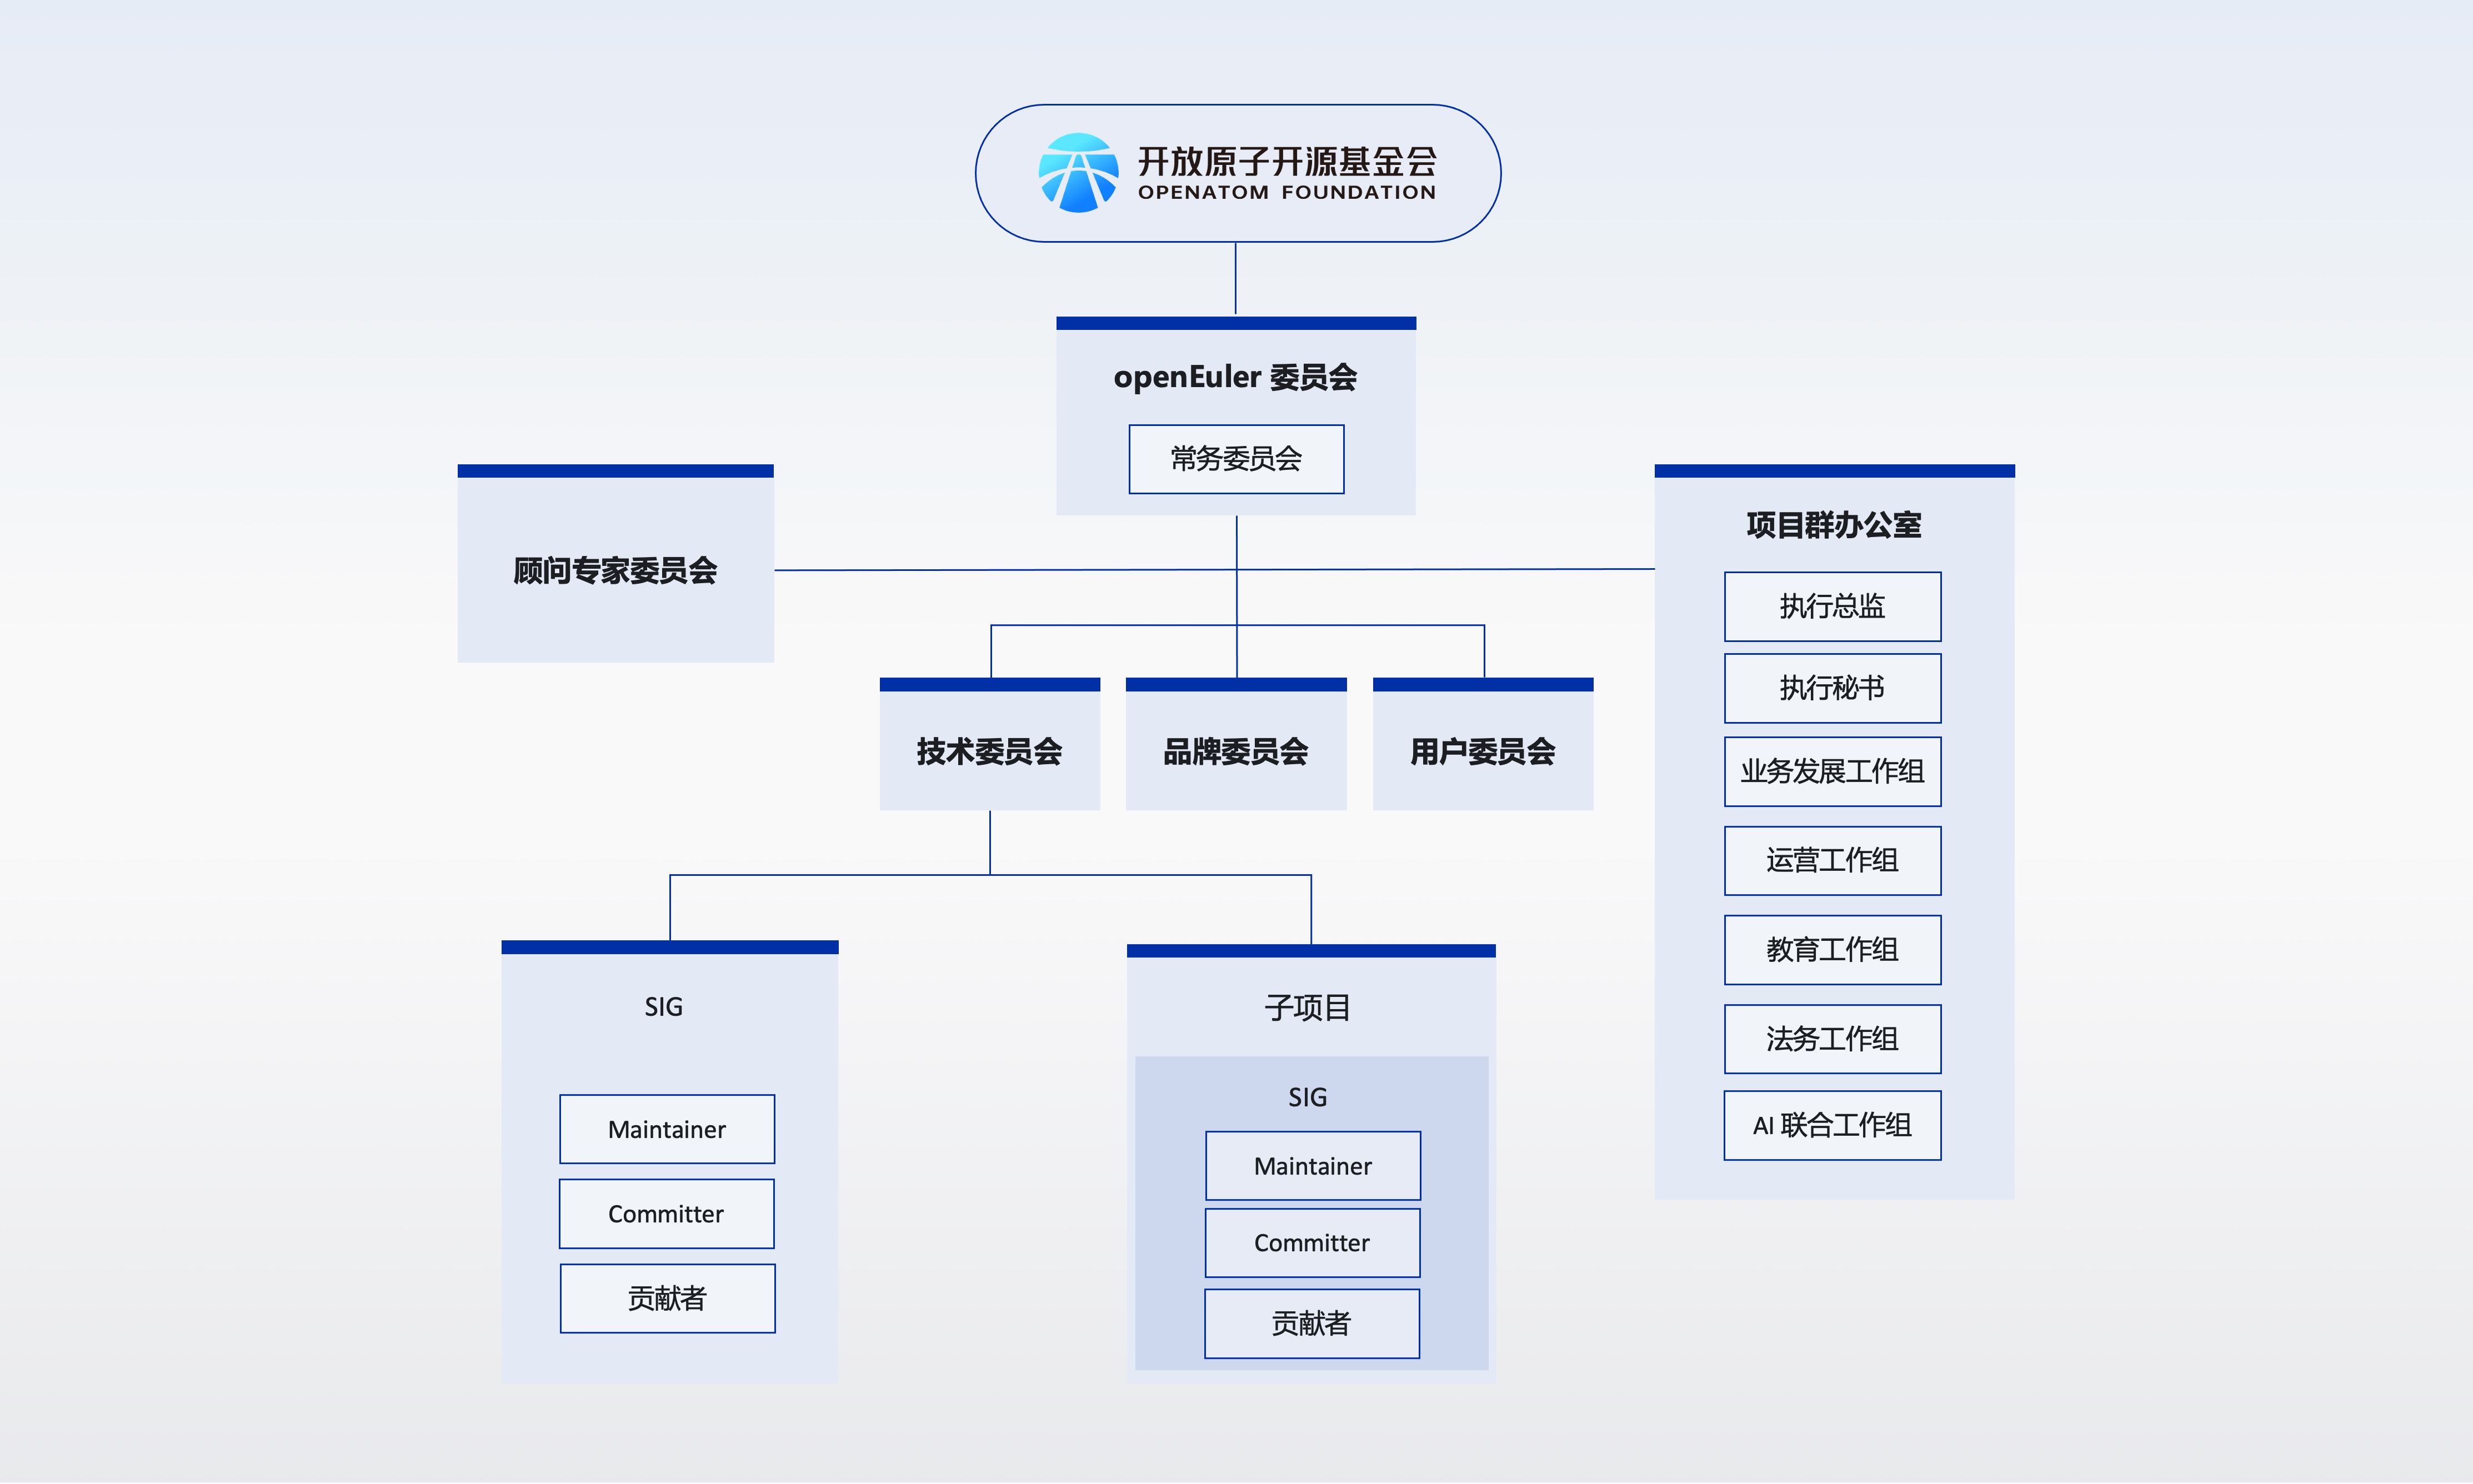 开放原子开源基金会
OPENATOM FOUNDATION
openEuler 委员会
常务委员会
顾问专家委员会
项目群办公室
执行总监
执行秘书
业务发展工作组
运营工作组
教育工作组
法务工作组
AI 联合工作组
技术委员会
品牌委员会
用户委员会
SIG
Maintainer
Committer
贡献者
子项目
SIG
Maintainer
Committer
贡献者